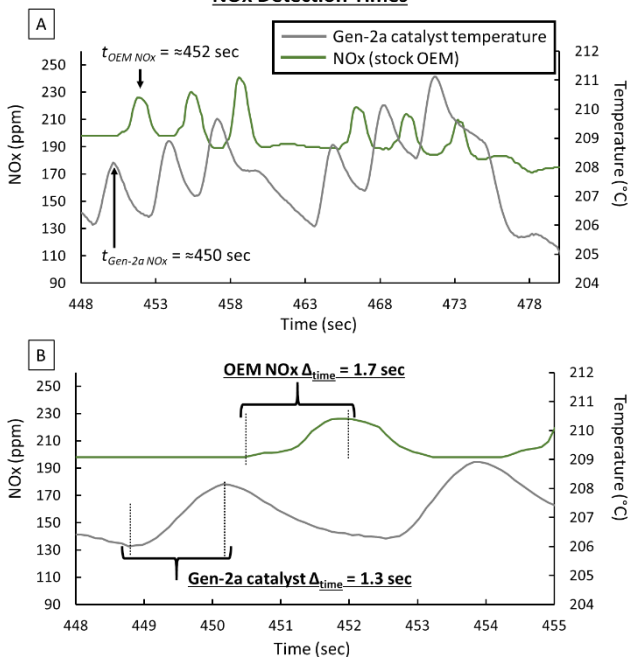 NOx Detection Times
A
t_OEM NOx = ≈452 sec
Gen-2a catalyst temperature
NOx (stock OEM)
250
230
210
190
170
150
130
110
90
NOx (ppm)
212
211
210
209
208
207
206
205
204
Temperature (°C)
t_Gen-2a NOx = ≈450 sec
448 453 458 463 468 473 478
Time (sec)
B
OEM NOx Δtime = 1.7 sec
250
230
210
190
170
150
130
110
90
NOx (ppm)
212
211
210
209
208
207
206
205
204
Temperature (°C)
Gen-2a catalyst Δtime = 1.3 sec
448 449 450 451 452 453 454 455
Time (sec)